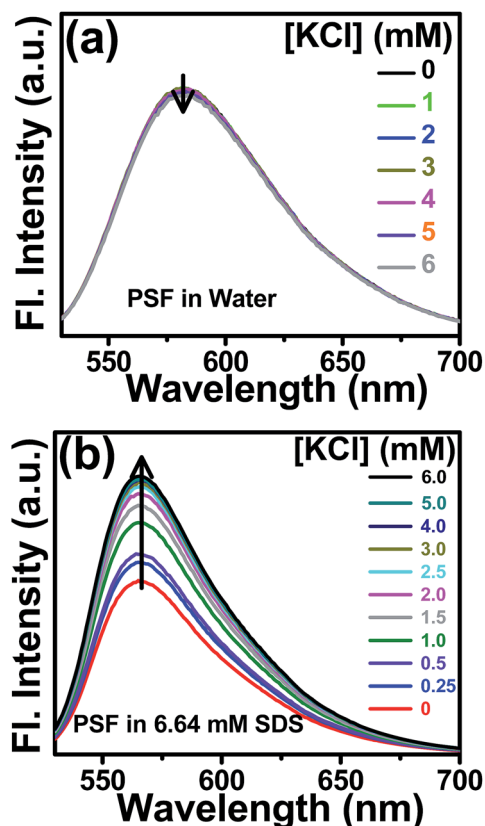 (a)
[KCl] (mM)
0
1
2
3
4
5
6
PSF in Water
Fl. Intensity (a.u.)
550 600 650 700
Wavelength (nm)
(b)
[KCl] (mM)
6.0
5.0
4.0
3.0
2.5
2.0
1.5
1.0
0.5
0.25
0
PSF in 6.64 mM SDS
Fl. Intensity (a.u.)
550 600 650 700
Wavelength (nm)